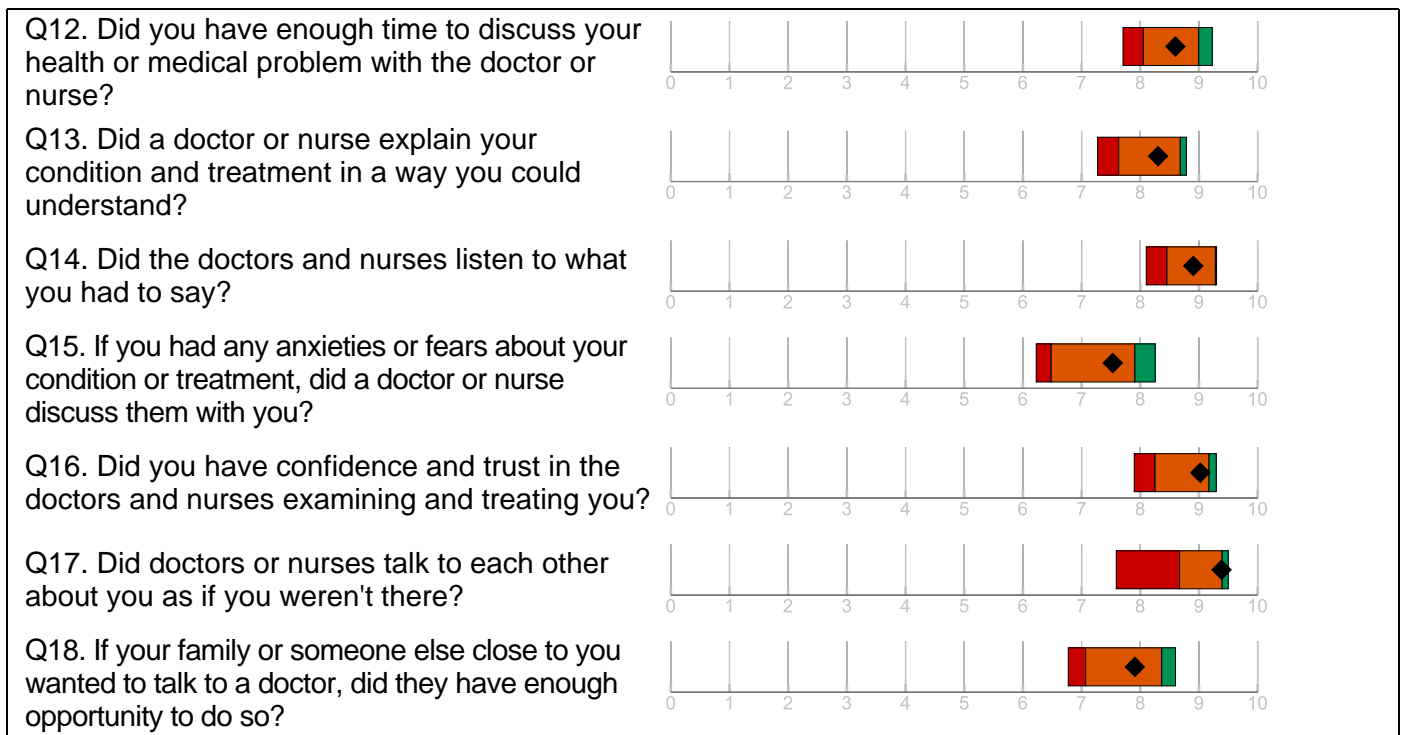 Q12. Did you have enough time to discuss your
health or medical problem with the doctor or
nurse?
0 1 2 3 4 5 6 7 8 9 10
Q13. Did a doctor or nurse explain your
condition and treatment in a way you could
understand?
0 1 2 3 4 5 6 7 8 9 10
Q14. Did the doctors and nurses listen to what
you had to say?
0 1 2 3 4 5 6 7 8 9 10
Q15. If you had any anxieties or fears about your
condition or treatment, did a doctor or nurse
discuss them with you?
0 1 2 3 4 5 6 7 8 9 10
Q16. Did you have confidence and trust in the
doctors and nurses examining and treating you?
0 1 2 3 4 5 6 7 8 9 10
Q17. Did doctors or nurses talk to each other
about you as if you weren't there?
0 1 2 3 4 5 6 7 8 9 10
Q18. If your family or someone else close to you
wanted to talk to a doctor, did they have enough
opportunity to do so?
0 1 2 3 4 5 6 7 8 9 10